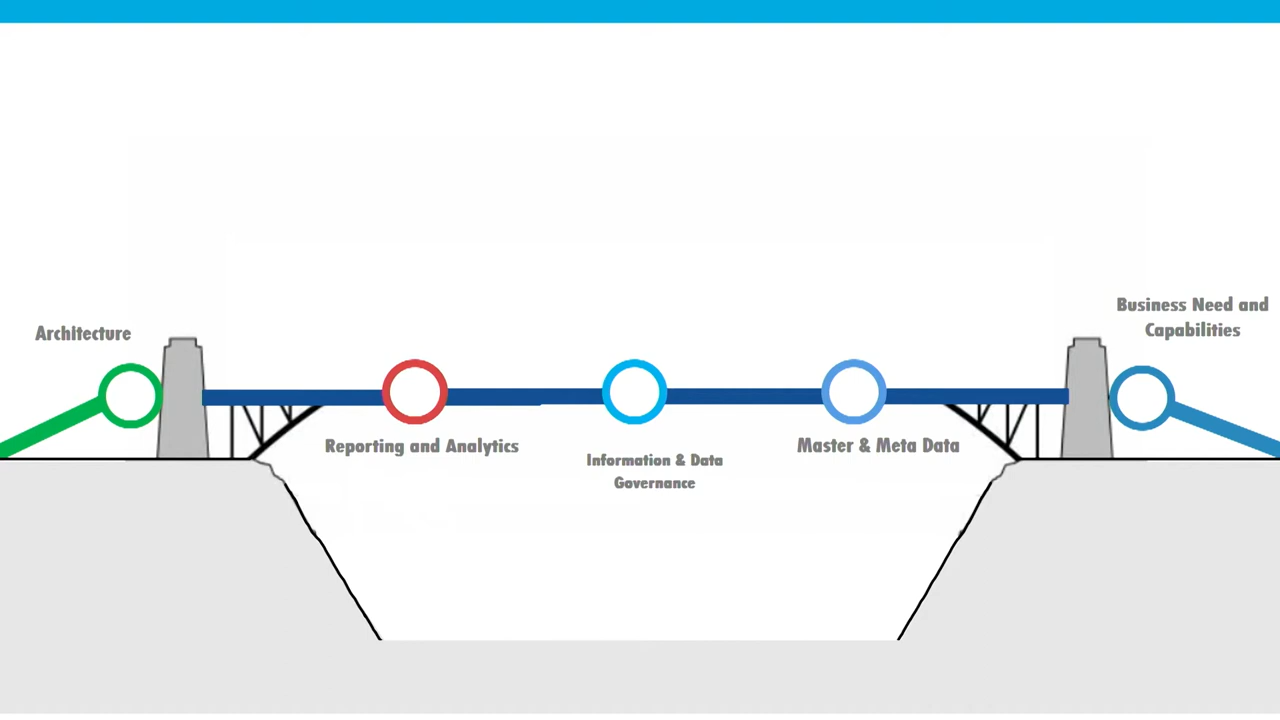 Architecture
Business Need and
Capabilities
Reporting and Analytics
Information & Data
Governance
Master & Meta Data